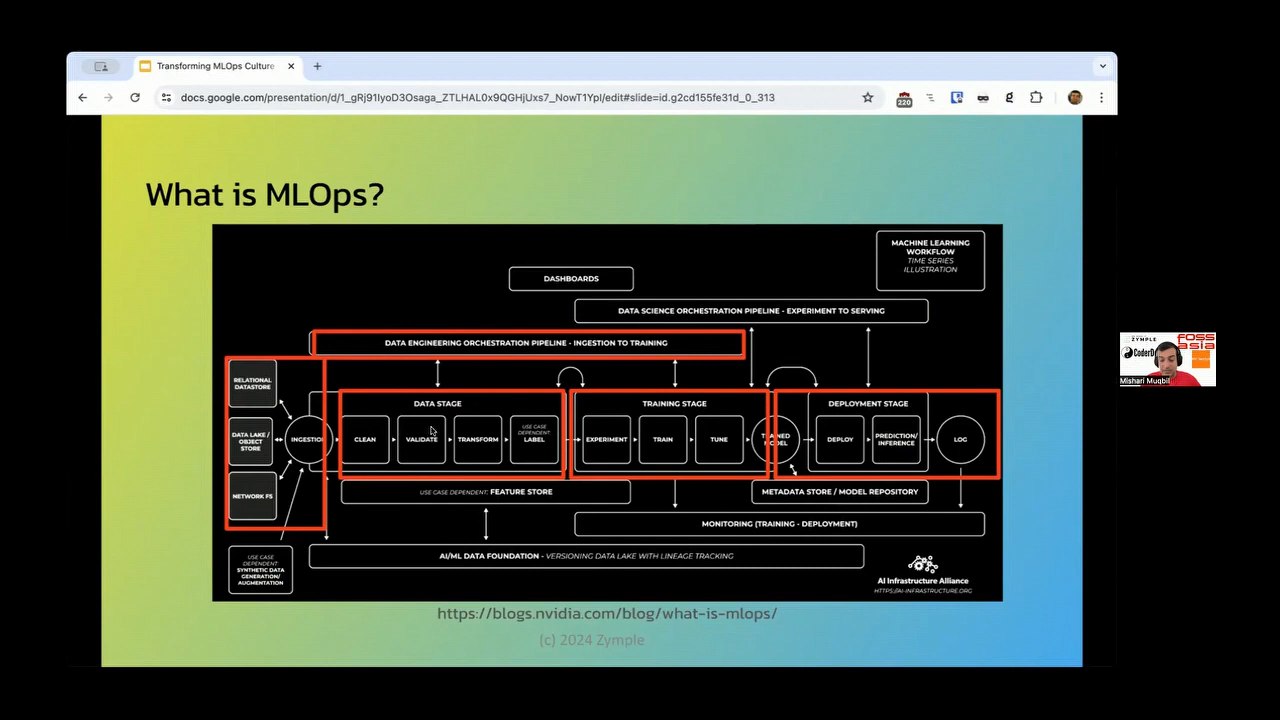 Transforming MLOps Culture
docs.google.com/presentation/d/1_gRj91IyoD3Osaga_ZTLHAL0x9QGHjUxs7_NowT1YpI/edit#slide=id.g2cd155fe31d_0_313
220
What is MLOps?
MACHINE LEARNING
WORKFLOW
TIME SERIES
ILLUSTRATION
DASHBOARDS
DATA SCIENCE ORCHESTRATION PIPELINE - EXPERIMENT TO SERVING
DATA ENGINEERING ORCHESTRATION PIPELINE - INGESTION TO TRAINING
RELATIONAL
DATASTORE
DATA LAKE /
OBJECT
STORE
NETWORK FS
INGESTION
DATA STAGE
CLEAN
VALIDATE
TRANSFORM
USE CASE
DEPENDENT:
LABEL
TRAINING STAGE
EXPERIMENT
TRAIN
TUNE
TRAINED
MODEL
DEPLOYMENT STAGE
DEPLOY
PREDICTION/
INFERENCE
LOG
USE CASE DEPENDENT: FEATURE STORE
METADATA STORE / MODEL REPOSITORY
MONITORING (TRAINING - DEPLOYMENT)
USE CASE
DEPENDENT:
SYNTHETIC DATA
GENERATION/
AUGMENTATION
AI/ML DATA FOUNDATION - VERSIONING DATA LAKE WITH LINEAGE TRACKING
AI Infrastructure Alliance
HTTPS://AI-INFRASTRUCTURE.ORG
https://blogs.nvidia.com/blog/what-is-mlops/
(c) 2024 Zymple
ZYMPLE
FOSS
ASIA
Mishari Muqbil